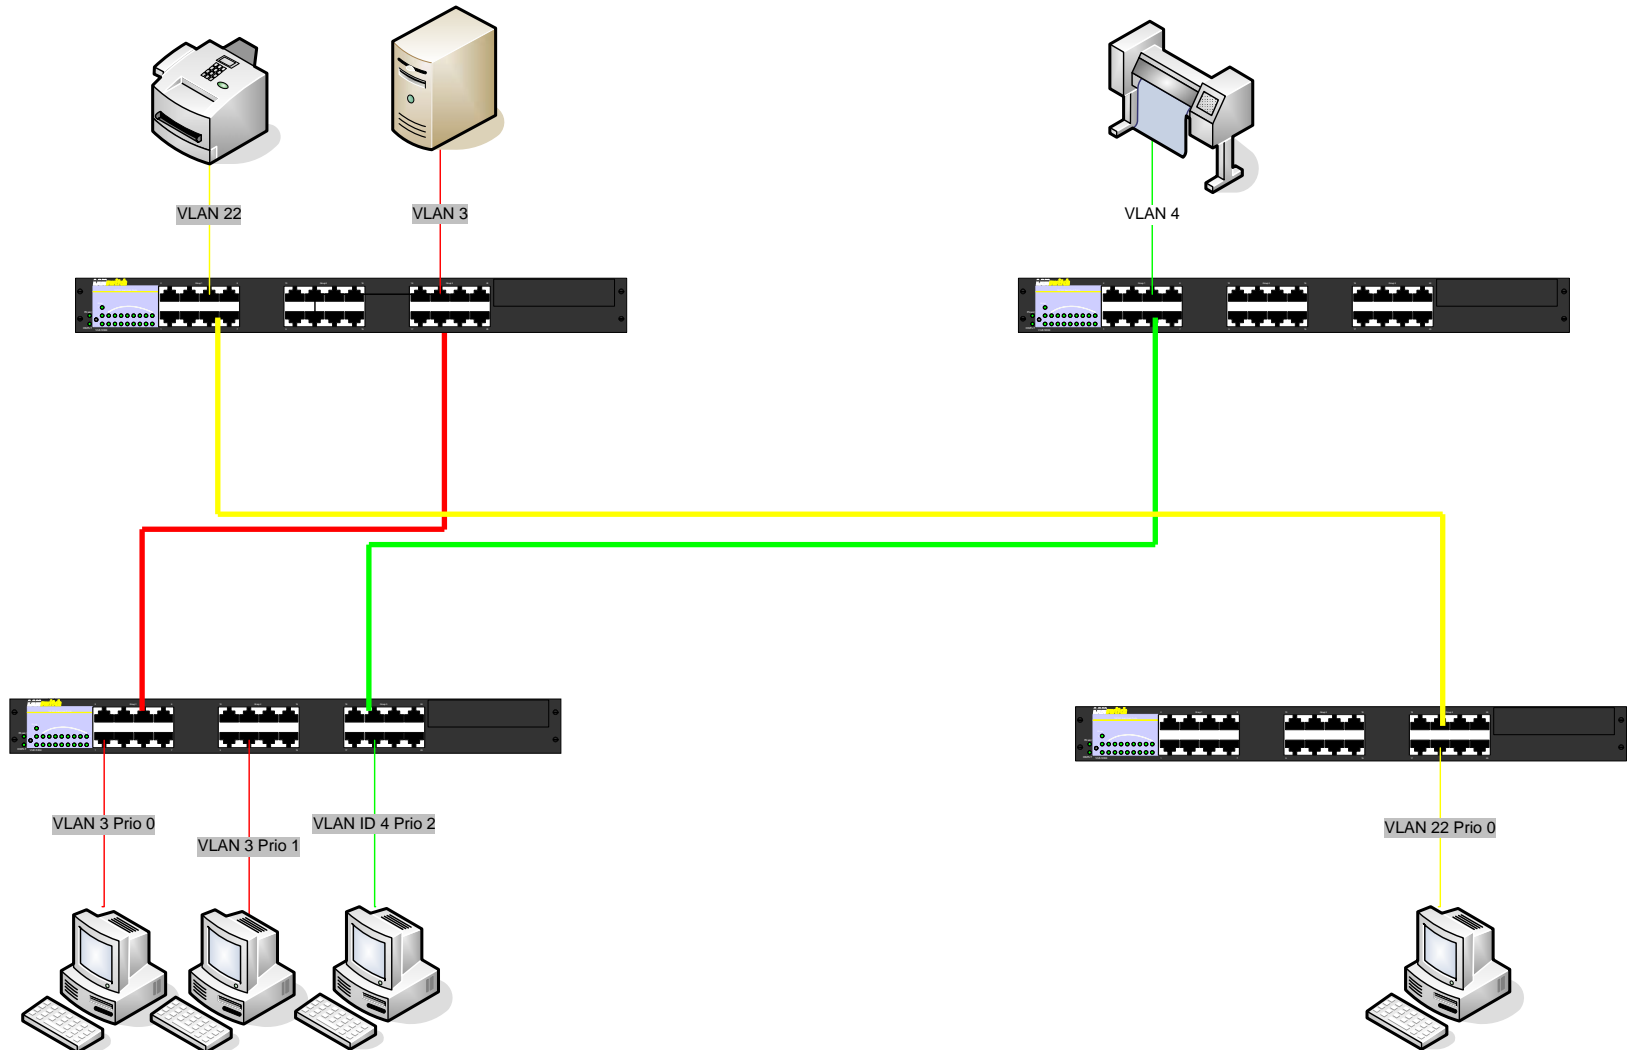 VLAN 22
VLAN 3
VLAN 4
VLAN 3 Prio 0
VLAN 3 Prio 1
VLAN ID 4 Prio 2
VLAN 22 Prio 0